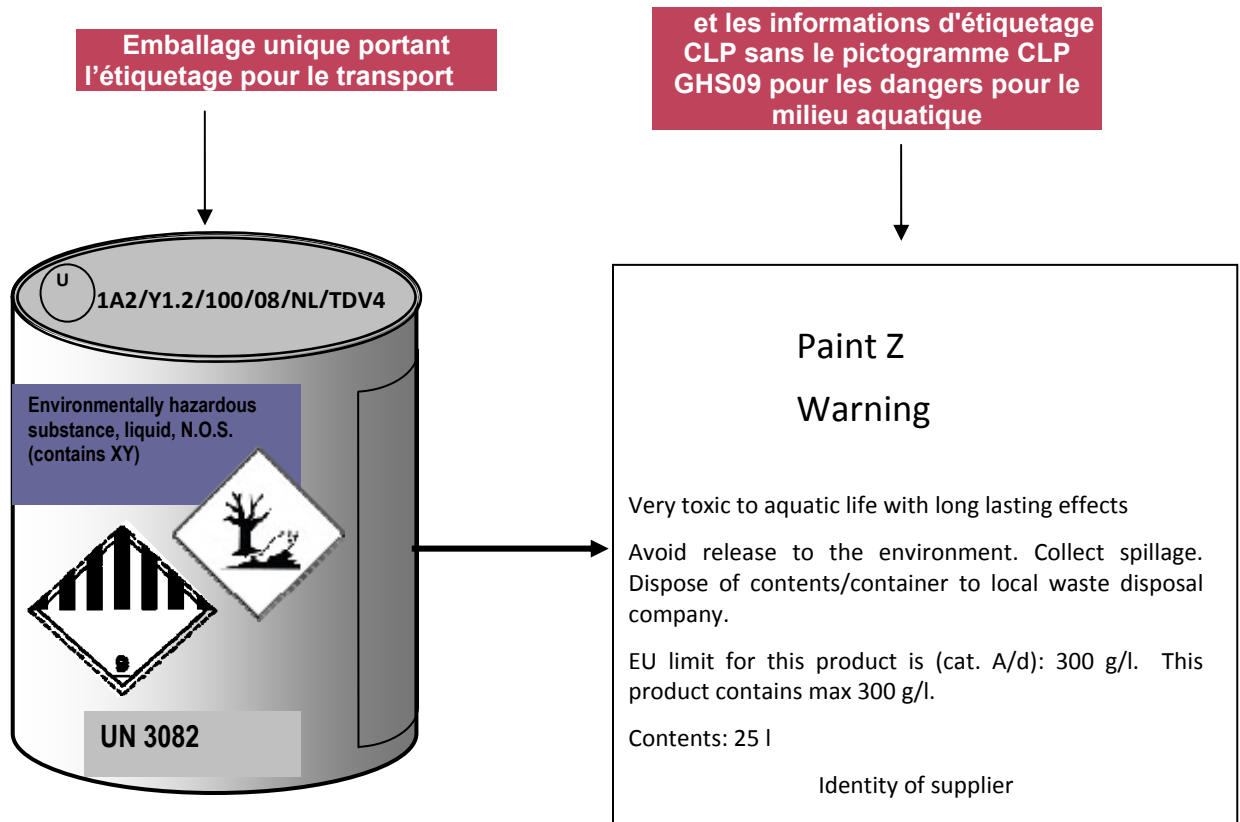 Emballage unique portant
l’étiquetage pour le transport
et les informations d'étiquetage
CLP sans le pictogramme CLP
GHS09 pour les dangers pour le
milieu aquatique
U
1A2/Y1.2/100/08/NL/TDV4
Environmentally hazardous
substance, liquid, N.O.S.
(contains XY)
9
UN 3082
Paint Z
Warning
Very toxic to aquatic life with long lasting effects
Avoid release to the environment. Collect spillage.
Dispose of contents/container to local waste disposal
company.
EU limit for this product is (cat. A/d): 300 g/l. This
product contains max 300 g/l.
Contents: 25 l
Identity of supplier